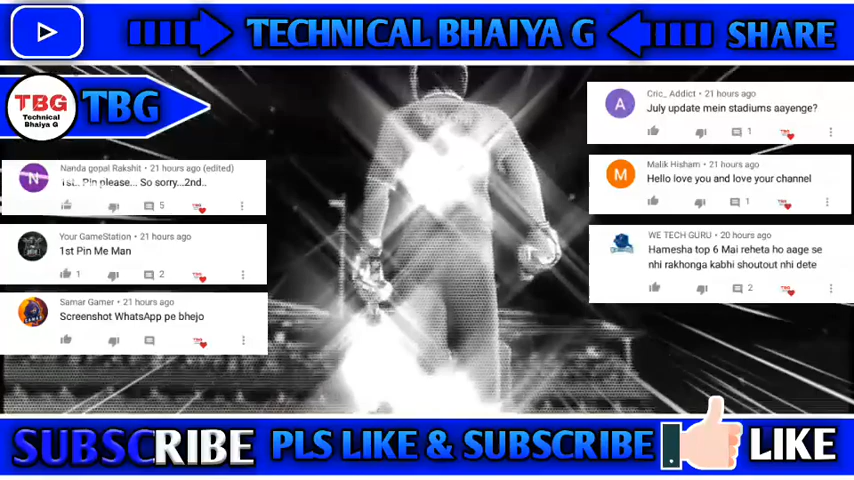 TECHNICAL BHAIYA G
SHARE
TBG
Technical
Bhaiya G
TBG
Nanda gopal Rakshit • 21 hours ago (edited)
1st.. Pin please... So sorry...2nd..
5
Your GameStation • 21 hours ago
1st Pin Me Man
1
2
Samar Gamer • 21 hours ago
Screenshot WhatsApp pe bhejo
A
Cric_ Addict • 21 hours ago
July update mein stadiums aayenge?
1
M
Malik Hisham • 21 hours ago
Hello love you and love your channel
1
WE TECH GURU • 20 hours ago
Hamesha top 6 Mai reheta ho aage se
nhi rakhonga kabhi shoutout nhi dete
2
SUBSCRIBE
PLS LIKE & SUBSCRIBE
LIKE